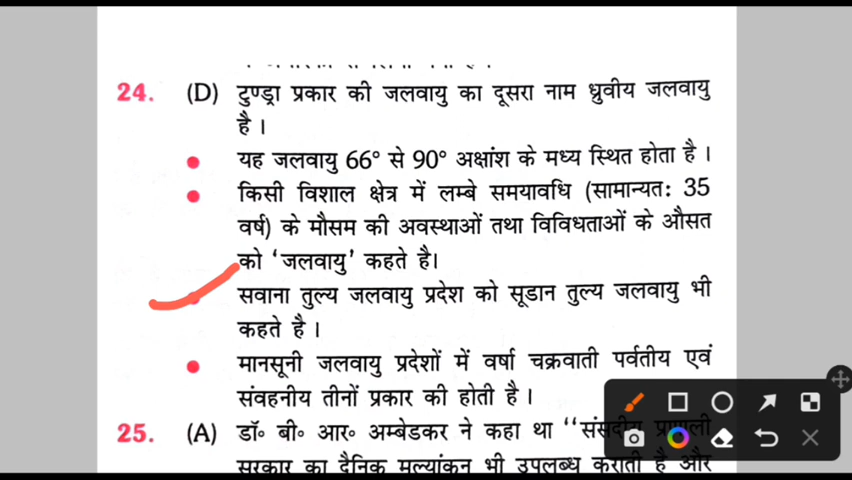 24. (D) टुण्ड्रा प्रकार की जलवायु का दूसरा नाम ध्रुवीय जलवायु
है ।
• यह जलवायु 66° से 90° अक्षांश के मध्य स्थित होता है ।
• किसी विशाल क्षेत्र में लम्बे समयावधि (सामान्यत: 35
वर्ष) के मौसम की अवस्थाओं तथा विविधताओं के औसत
को ‘जलवायु’ कहते है।
• सवाना तुल्य जलवायु प्रदेश को सूडान तुल्य जलवायु भी
कहते है ।
• मानसूनी जलवायु प्रदेशों में वर्षा चक्रवाती पर्वतीय एवं
संवहनीय तीनों प्रकार की होती है ।
25. (A) डॉ॰ बी॰ आर॰ अम्बेडकर ने कहा था ‘‘संसदीय प्रणाली
सरकार का दैनिक मूल्यांकन भी उपलब्ध कराती है और